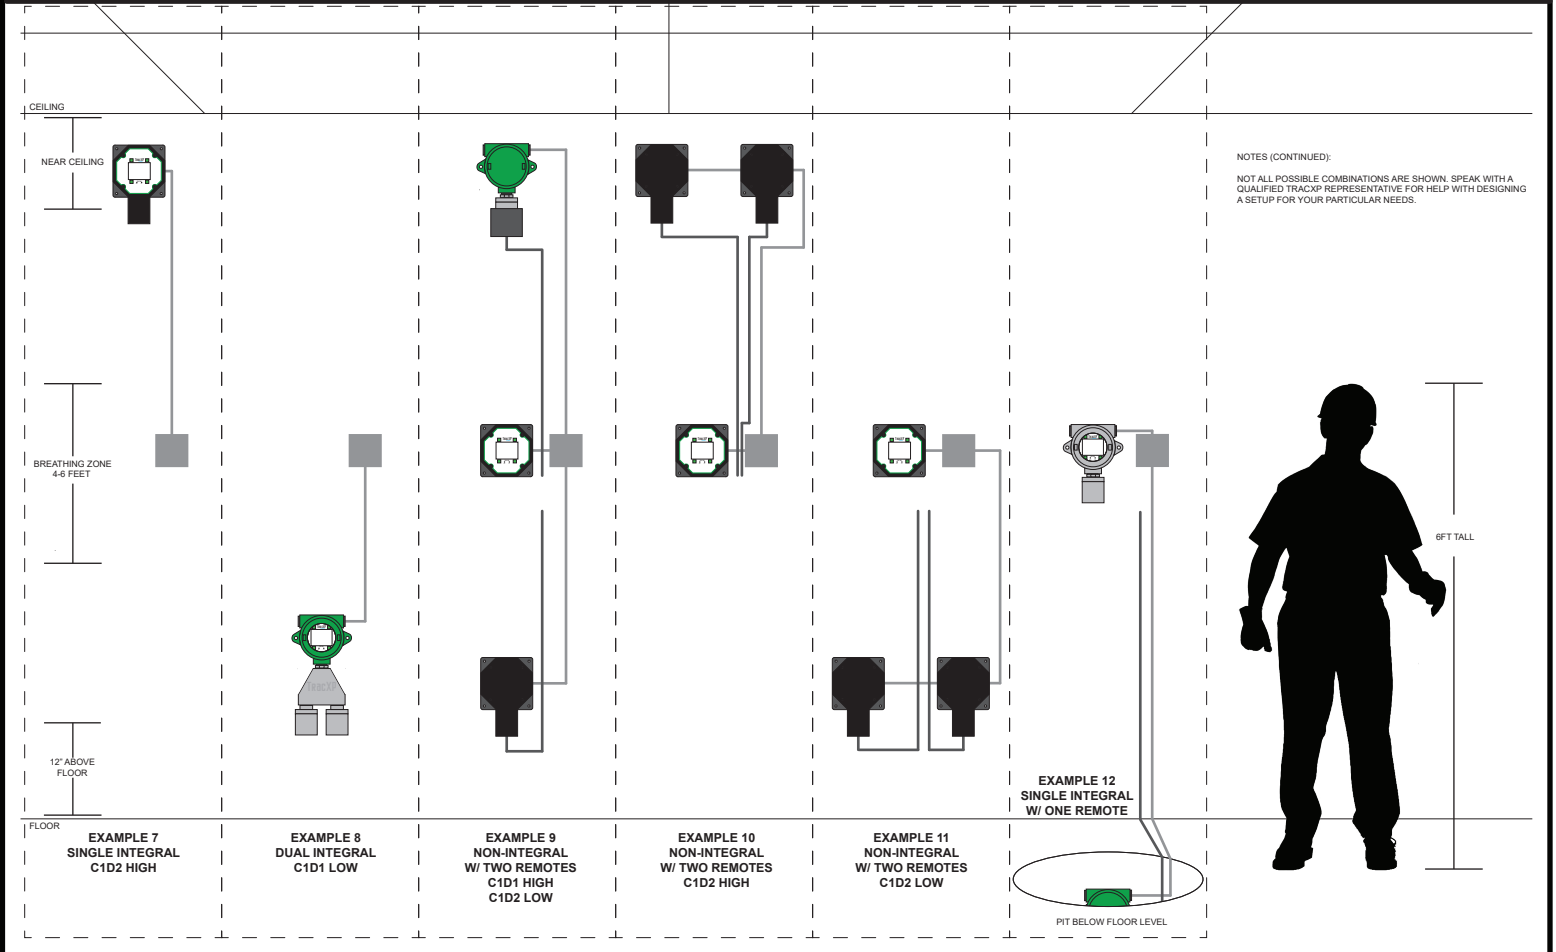 CEILING
NEAR CEILING
NOTES (CONTINUED):
NOT ALL POSSIBLE COMBINATIONS ARE SHOWN. SPEAK WITH A
QUALIFIED TRACXP REPRESENTATIVE FOR HELP WITH DESIGNING
A SETUP FOR YOUR PARTICULAR NEEDS.
BREATHING ZONE
4-6 FEET
6FT TALL
TracXP
12" ABOVE
FLOOR
FLOOR
EXAMPLE 7
SINGLE INTEGRAL
C1D2 HIGH
EXAMPLE 8
DUAL INTEGRAL
C1D1 LOW
EXAMPLE 9
NON-INTEGRAL
W/ TWO REMOTES
C1D1 HIGH
C1D2 LOW
EXAMPLE 10
NON-INTEGRAL
W/ TWO REMOTES
C1D2 HIGH
EXAMPLE 11
NON-INTEGRAL
W/ TWO REMOTES
C1D2 LOW
EXAMPLE 12
SINGLE INTEGRAL
W/ ONE REMOTE
PIT BELOW FLOOR LEVEL